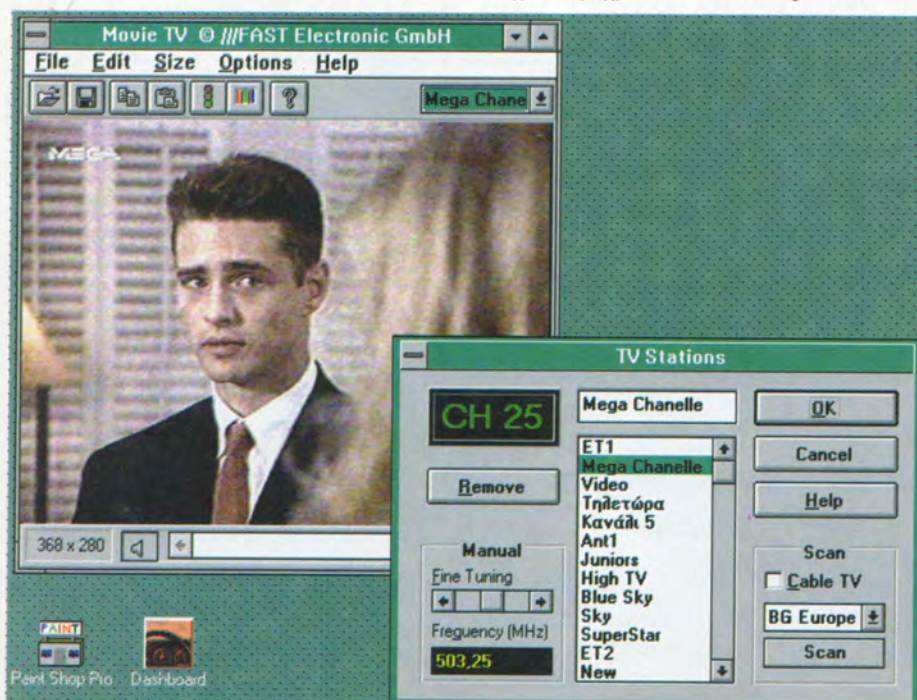 Movie TV © ///FAST Electronic GmbH
File Edit Size Options Help
Mega Chane
MEGA
368 x 280
TV Stations
CH 25
Remove
Manual
Fine Tuning
Freguency (MHz)
503,25
Mega Chanelle
ET1
Mega Chanelle
Video
Τηλετώρα
Κανάλι 5
Ant1
Juniors
High TV
Blue Sky
Sky
SuperStar
ET2
New
OK
Cancel
Help
Scan
Cable TV
BG Europe
Scan
PAINT
Paint Shop Pro
Dashboard